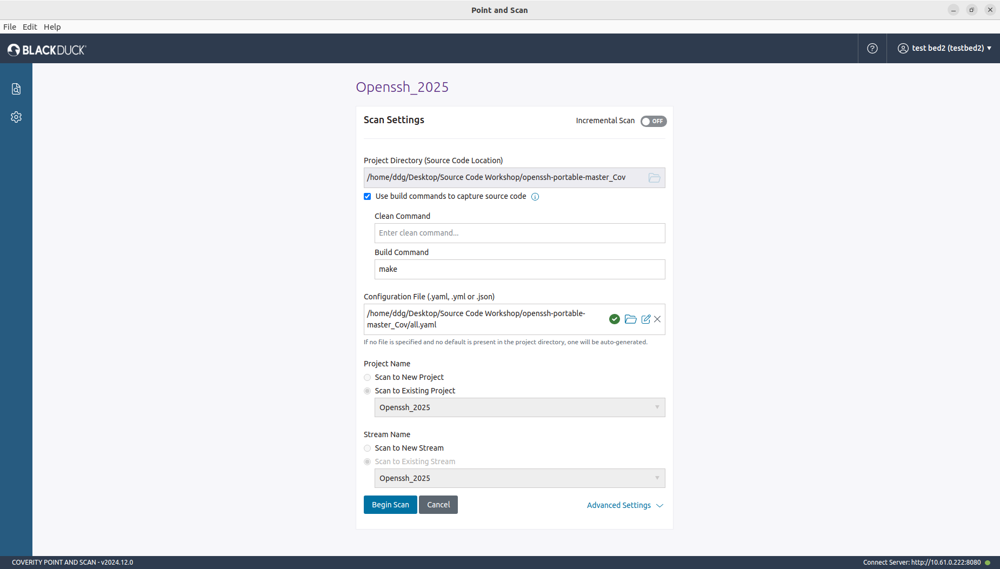 Point and Scan
File Edit Help
BLACKDUCK
test bed2 (testbed2)
Openssh_2025
Scan Settings
Incremental Scan OFF
Project Directory (Source Code Location)
/home/ddg/Desktop/Source Code Workshop/openssh-portable-master_Cov
Use build commands to capture source code
Clean Command
Enter clean command...
Build Command
make
Configuration File (.yaml, .yml or .json)
/home/ddg/Desktop/Source Code Workshop/openssh-portable-
master_Cov/all.yaml
If no file is specified and no default is present in the project directory, one will be auto-generated.
Project Name
Scan to New Project
Scan to Existing Project
Openssh_2025
Stream Name
Scan to New Stream
Scan to Existing Stream
Openssh_2025
Begin Scan Cancel Advanced Settings
COVERITY POINT AND SCAN - v2024.12.0 Connect Server: http://10.61.0.222:8080